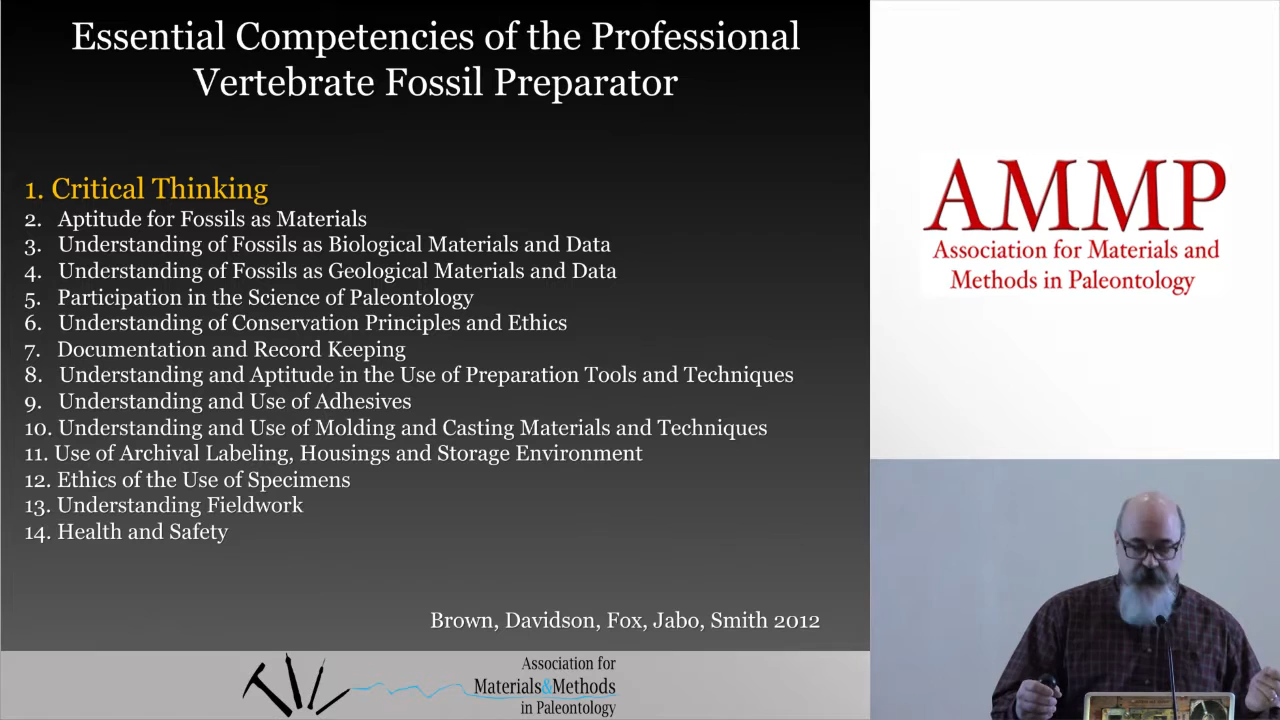 Essential Competencies of the Professional
Vertebrate Fossil Preparator
1. Critical Thinking
2. Aptitude for Fossils as Materials
3. Understanding of Fossils as Biological Materials and Data
4. Understanding of Fossils as Geological Materials and Data
5. Participation in the Science of Paleontology
6. Understanding of Conservation Principles and Ethics
7. Documentation and Record Keeping
8. Understanding and Aptitude in the Use of Preparation Tools and Techniques
9. Understanding and Use of Adhesives
10. Understanding and Use of Molding and Casting Materials and Techniques
11. Use of Archival Labeling, Housings and Storage Environment
12. Ethics of the Use of Specimens
13. Understanding Fieldwork
14. Health and Safety
Brown, Davidson, Fox, Jabo, Smith 2012
Association for
Materials&Methods
in Paleontology
AMMP
Association for Materials and
Methods in Paleontology